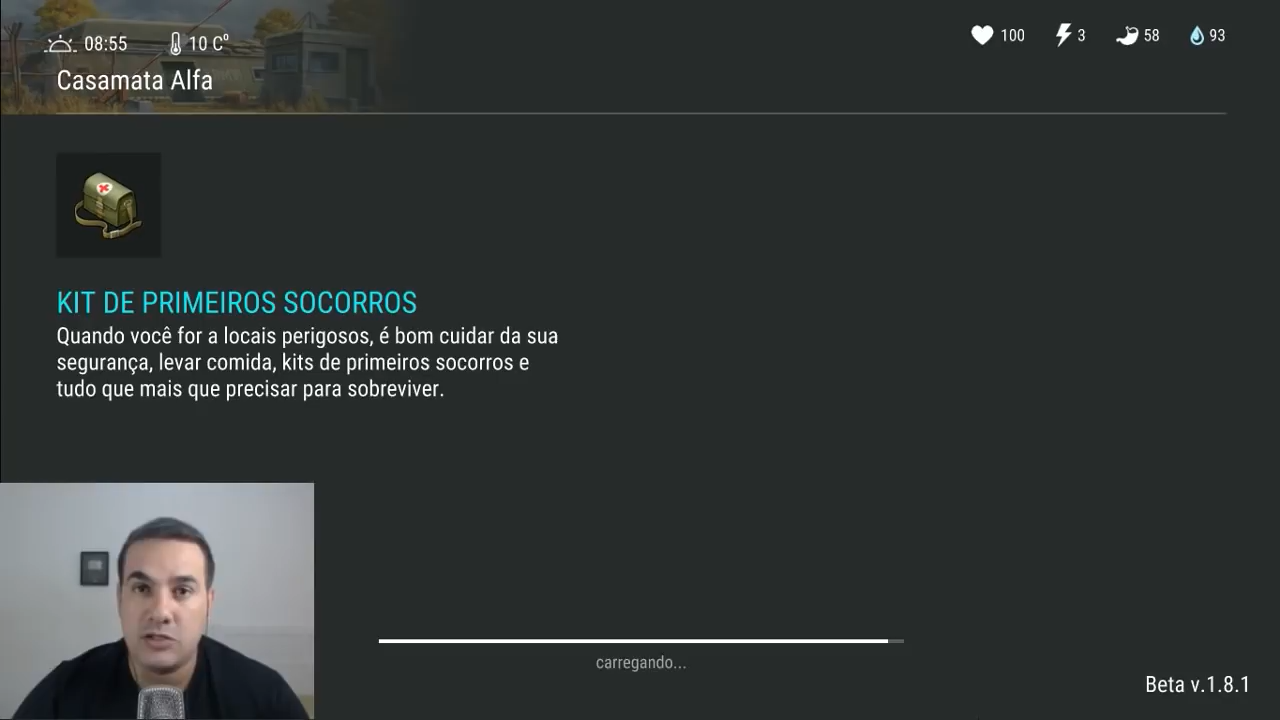 08:55
10 Cº
100
3
58
93
Casamata Alfa
KIT DE PRIMEIROS SOCORROS
Quando você for a locais perigosos, é bom cuidar da sua
segurança, levar comida, kits de primeiros socorros e
tudo que mais que precisar para sobreviver.
carregando...
Beta v.1.8.1